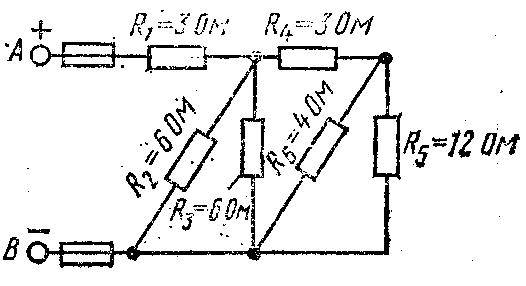 +
A
R₁=3 Ом
R₄=3 Ом
R₂=6 Ом
R₃=6 Ом
R₆=4 Ом
R₅=12 Ом
−
B